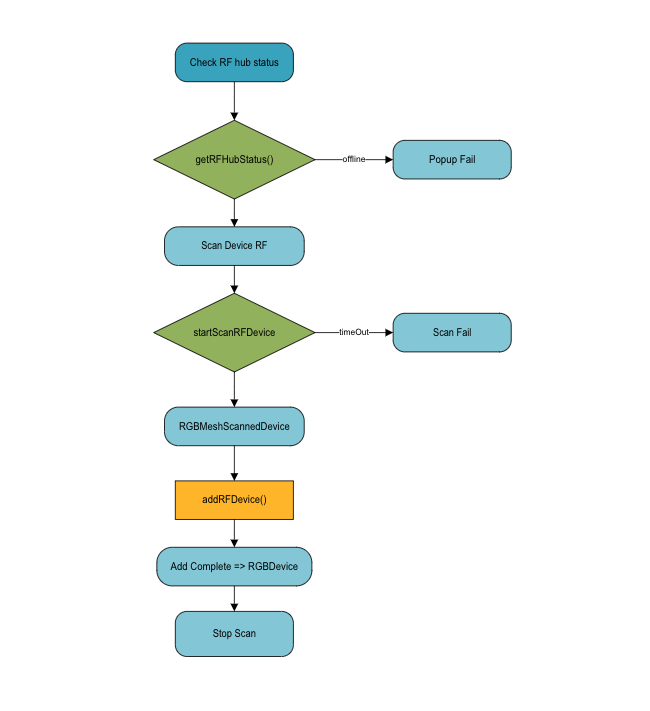 Check RF hub status
getRFHubStatus()
offline
Popup Fail
Scan Device RF
startScanRFDevice
timeOut
Scan Fail
RGBMeshScannedDevice
addRFDevice()
Add Complete => RGBDevice
Stop Scan